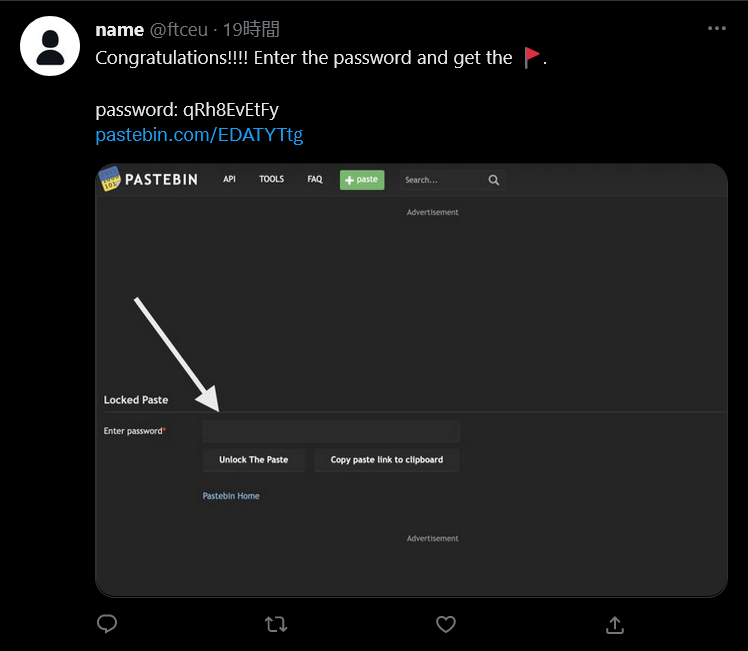 name @ftceu · 19時間
Congratulations!!!! Enter the password and get the 🚩.
password: qRh8EvEtFy
pastebin.com/EDATYTtg
PASTEBIN API TOOLS FAQ + paste Search...
Advertisement
Locked Paste
Enter password*
Unlock The Paste Copy paste link to clipboard
Pastebin Home
Advertisement